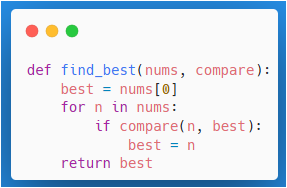 def find_best(nums, compare):
    best = nums[0]
    for n in nums:
        if compare(n, best):
            best = n
    return best